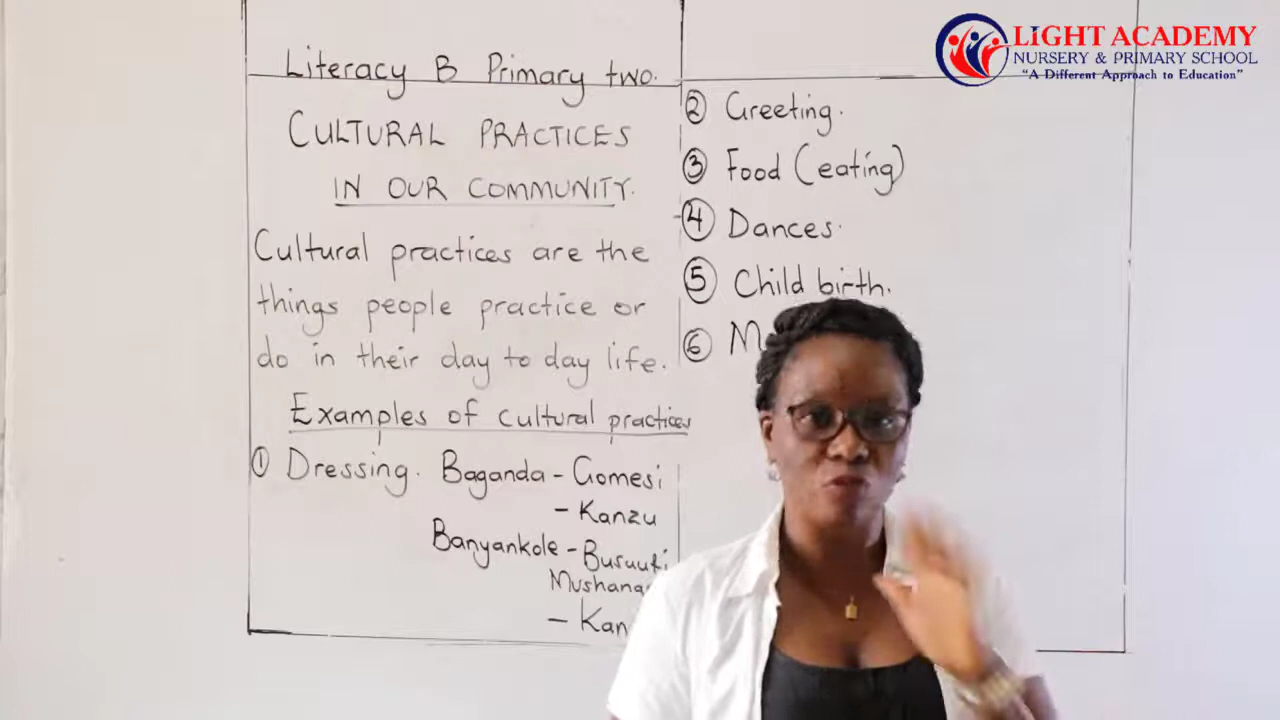 Literacy B Primary two.
CULTURAL PRACTICES
IN OUR COMMUNITY.
Cultural practices are the
things people practice or
do in their day to day life.
Examples of cultural practices
① Dressing. Baganda - Gomesi
- Kanzu
Banyankole - Busuuti
-
② Greeting.
③ Food (eating)
④ Dances.
⑤ Child birth.
⑥
LIGHT ACADEMY
NURSERY & PRIMARY SCHOOL
"A Different Approach to Education"